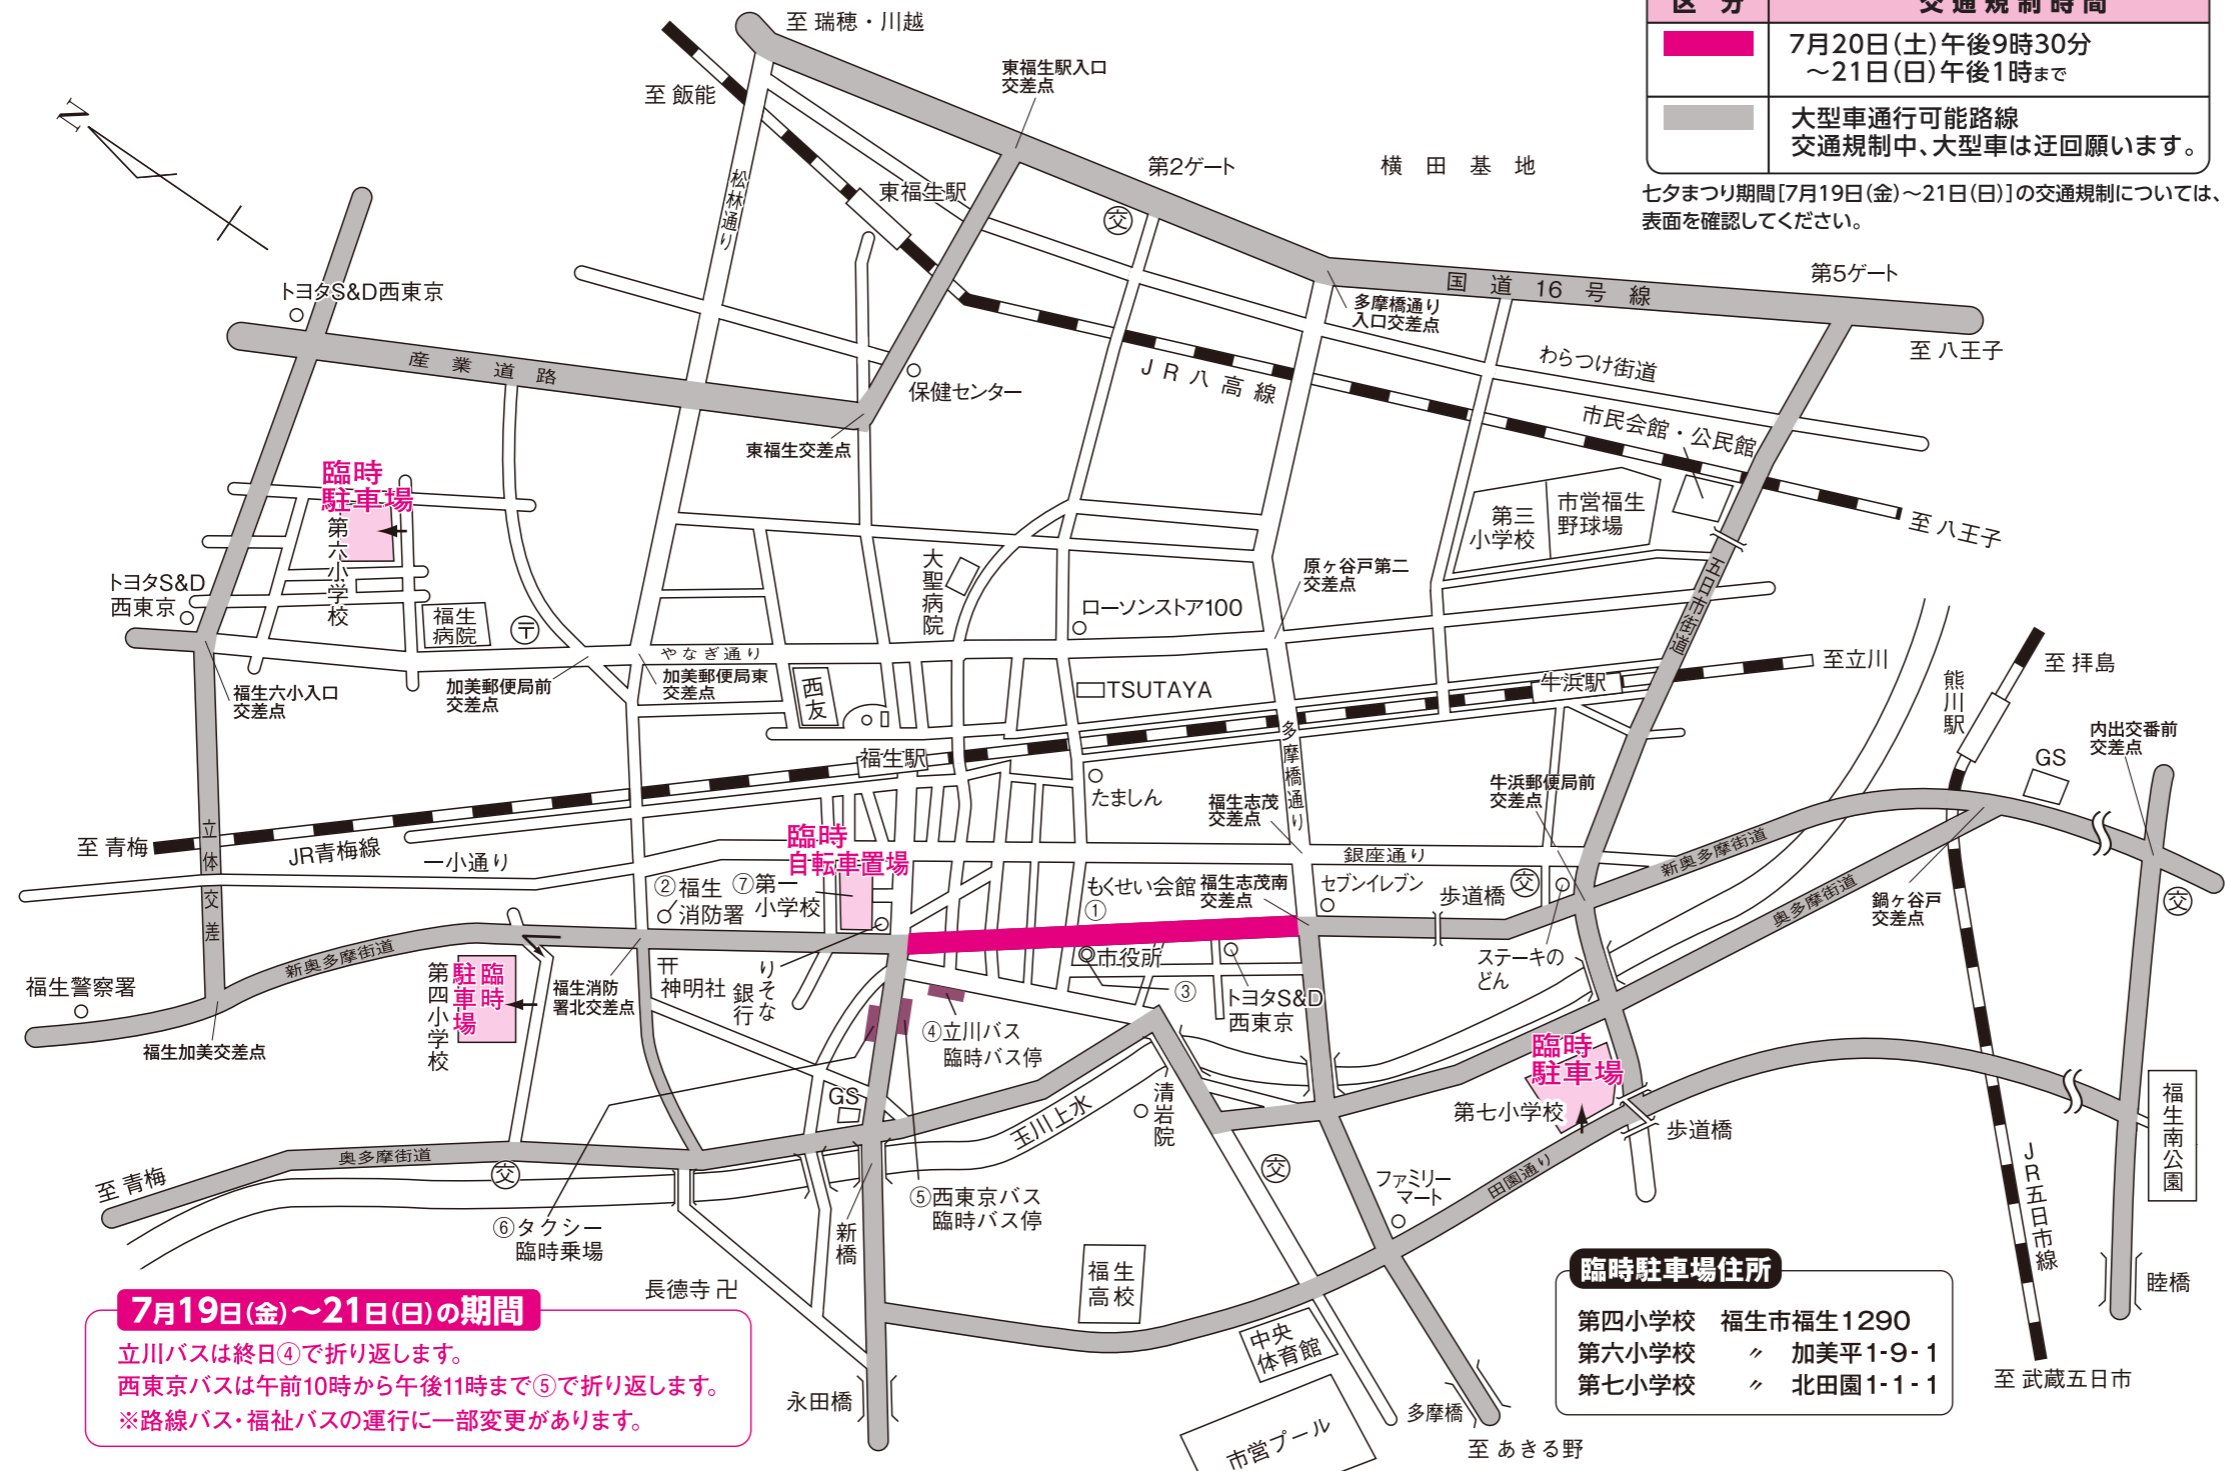 区 分
交通規制時間
7月20日(土)午後9時30分
～21日(日)午後1時まで
大型車通行可能路線
交通規制中、大型車は迂回願います。
七夕まつり期間[7月19日(金)～21日(日)]の交通規制については、
表面を確認してください。
至 瑞穂・川越
至 飯能
東福生駅入口
交差点
N
第2ゲート
横田基地
松林通り
東福生駅
交
第5ゲート
国道16号線
トヨタS&D西東京
多摩橋通り
入口交差点
至 八王子
わらつけ街道
産業道路
JR八高線
保健センター
市民会館・公民館
東福生交差点
臨時
駐車場
第六小学校
第三
小学校
市営福生
野球場
至 八王子
大聖病院
原ヶ谷戸第二
交差点
五日市街道
トヨタS&D
西東京
福生
病院
〒
ローソンストア100
やなぎ通り
至立川
至 拝島
福生六小入口
交差点
加美郵便局前
交差点
加美郵便局東
交差点
西友
TSUTAYA
牛浜駅
熊川駅
内出交番前
交差点
GS
福生駅
多摩橋通り
たましん
福生志茂
交差点
牛浜郵便局前
交差点
立体交差
至 青梅
JR青梅線
一小通り
臨時
自転車置場
銀座通り
新奥多摩街道
②福生
消防署
⑦第一
小学校
もくせい会館
①
福生志茂南
交差点
セブンイレブン
歩道橋
交
奥多摩街道
鍋ヶ谷戸
交差点
交
新奥多摩街道
福生警察署
第四小学校
臨時
駐車場
福生消防
署北交差点
神明社
りそな
銀行
市役所
③
トヨタS&D
西東京
ステーキの
どん
福生加美交差点
④立川バス
臨時バス停
臨時
駐車場
第七小学校
GS
玉川上水
清岩院
歩道橋
福生南公園
奥多摩街道
至 青梅
交
交
ファミリー
マート
田園通り
JR五日市線
⑤西東京バス
臨時バス停
⑥タクシー
臨時乗場
新橋
福生
高校
長徳寺 卍
睦橋
中央
体育館
永田橋
多摩橋
市営プール
至 あきる野
至 武蔵五日市
7月19日(金)～21日(日)の期間
立川バスは終日④で折り返します。
西東京バスは午前10時から午後11時まで⑤で折り返します。
※路線バス・福祉バスの運行に一部変更があります。
臨時駐車場住所
第四小学校 福生市福生1290
第六小学校 〃 加美平1-9-1
第七小学校 〃 北田園1-1-1